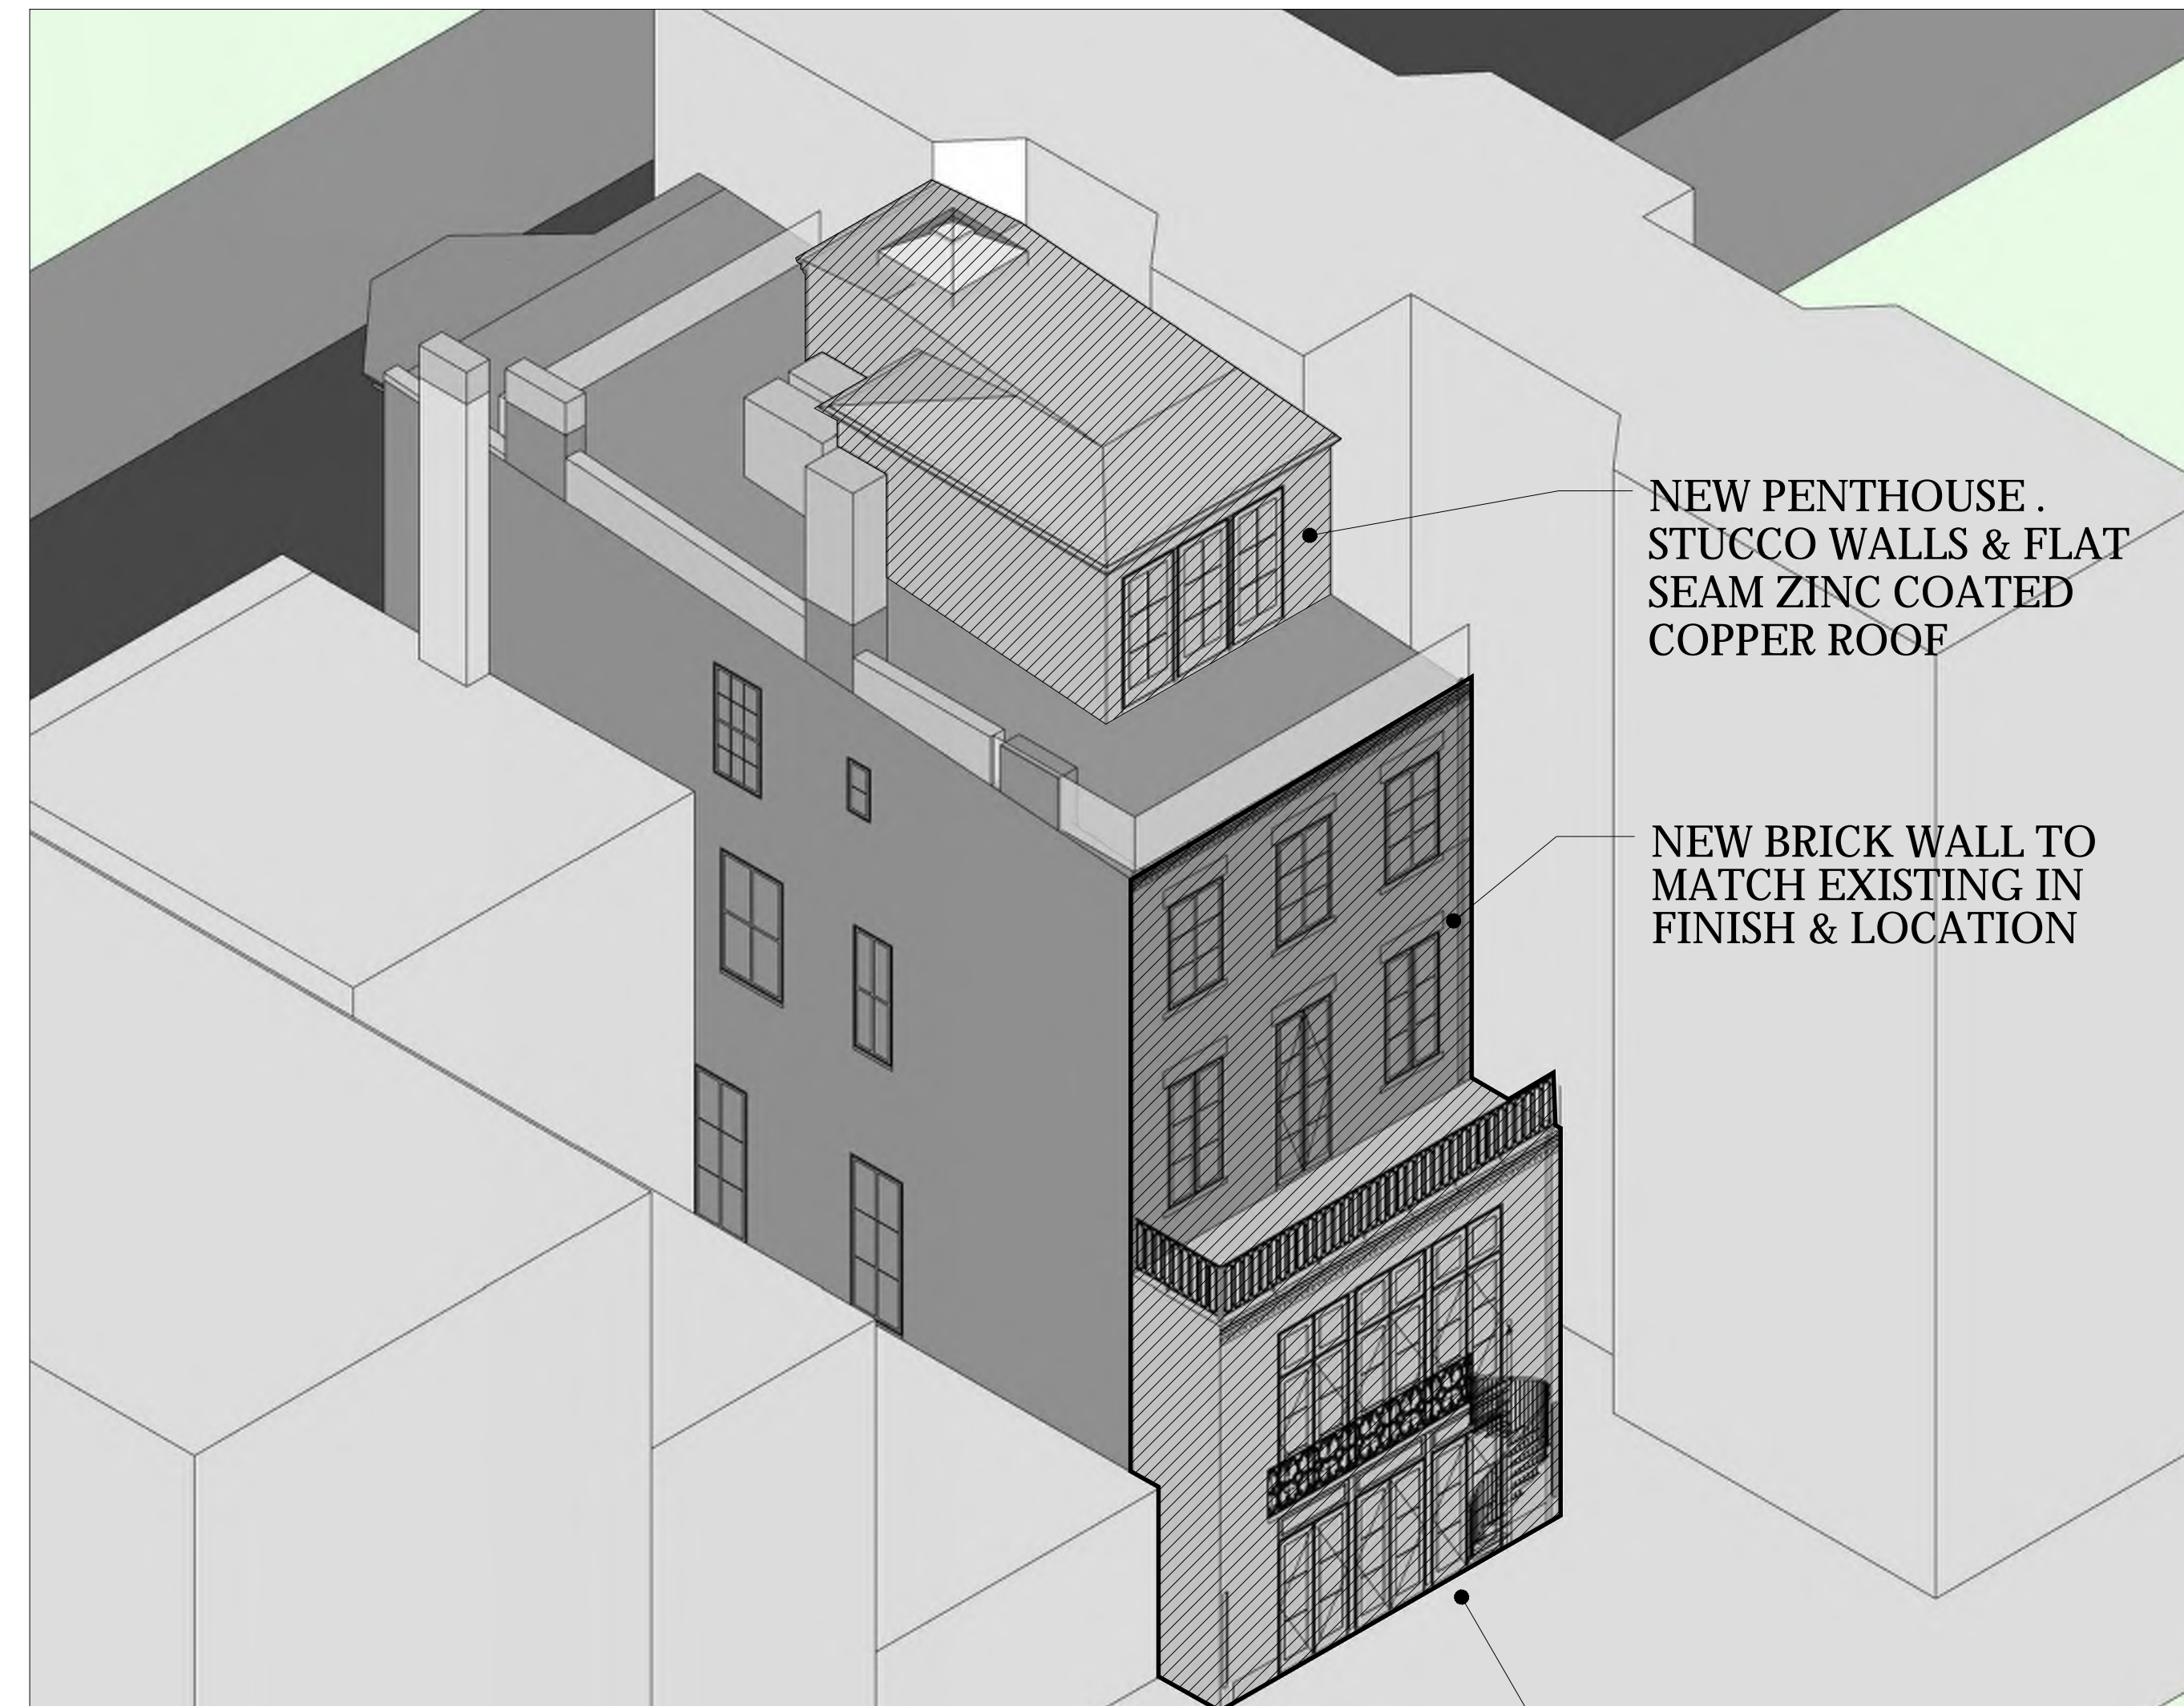 NEW PENTHOUSE .
STUCCO WALLS & FLAT
SEAM ZINC COATED
COPPER ROOF
NEW BRICK WALL TO
MATCH EXISTING IN
FINISH & LOCATION